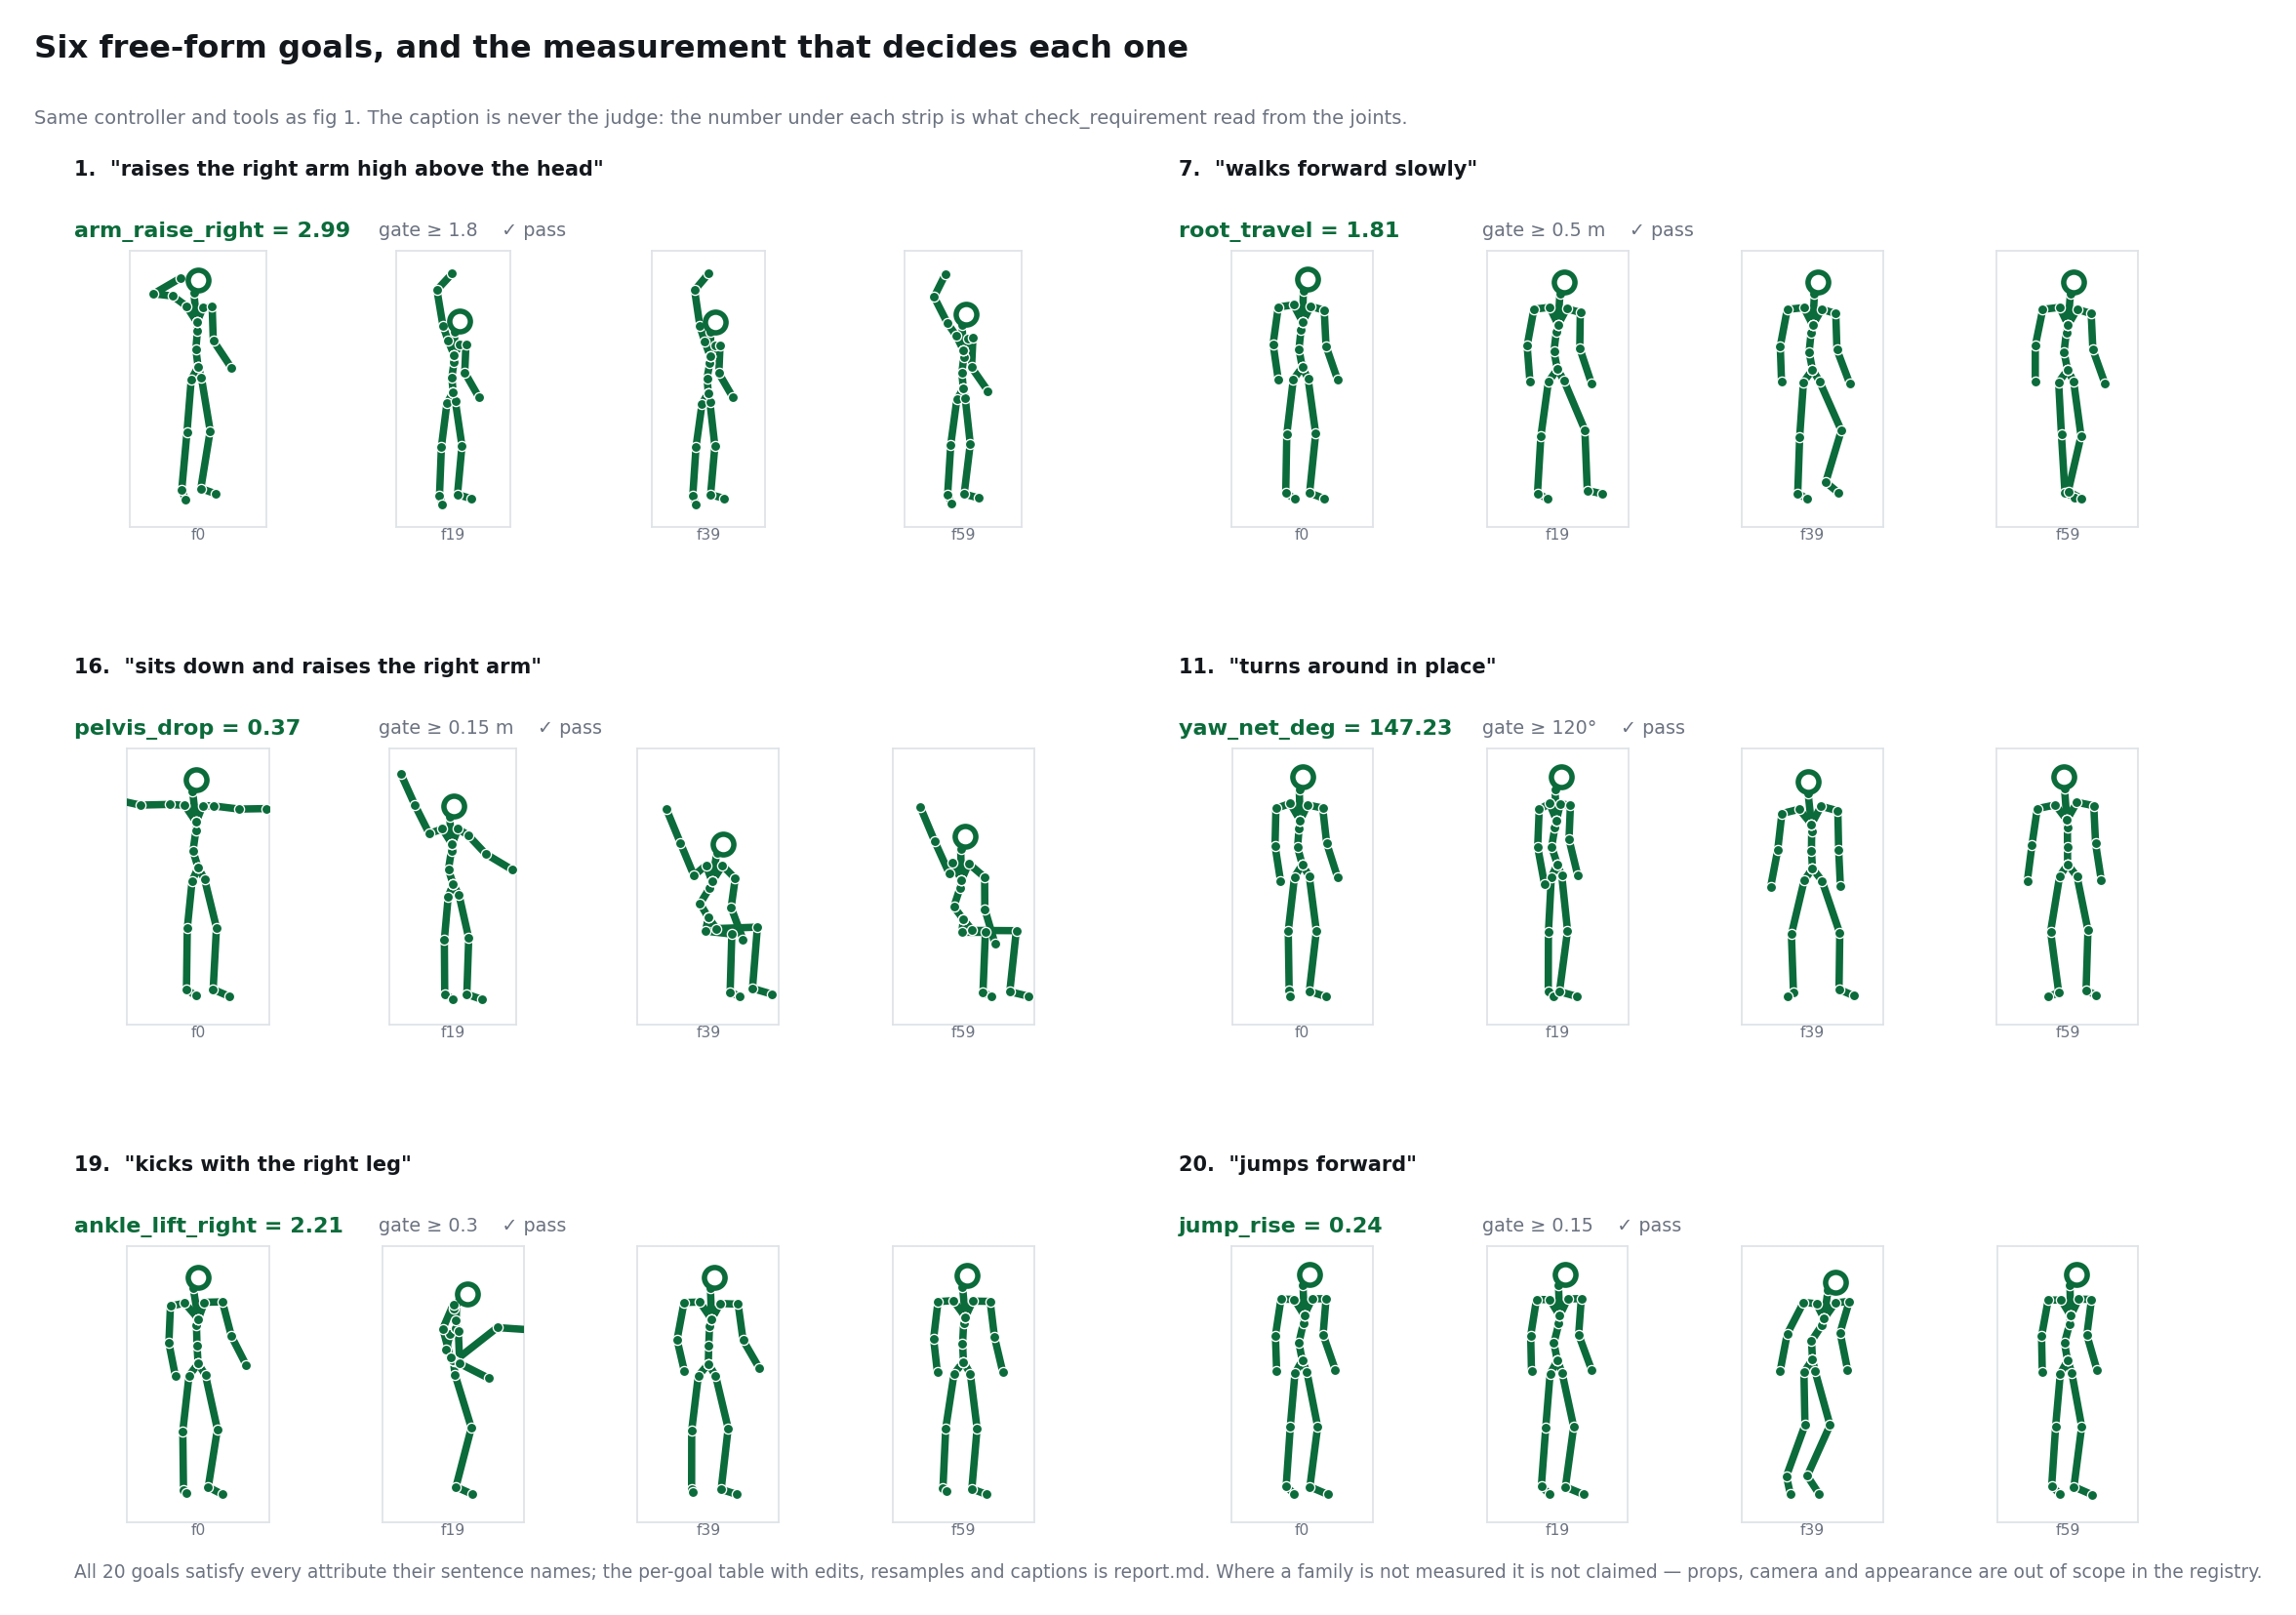 Six free-form goals, and the measurement that decides each one
Same controller and tools as fig 1. The caption is never the judge: the number under each strip is what check_requirement read from the joints.
1.  "raises the right arm high above the head"
arm_raise_right = 2.99    gate ≥ 1.8    ✓ pass
f0    f19    f39    f59
7.  "walks forward slowly"
root_travel = 1.81    gate ≥ 0.5 m    ✓ pass
f0    f19    f39    f59
16.  "sits down and raises the right arm"
pelvis_drop = 0.37    gate ≥ 0.15 m    ✓ pass
f0    f19    f39    f59
11.  "turns around in place"
yaw_net_deg = 147.23    gate ≥ 120°    ✓ pass
f0    f19    f39    f59
19.  "kicks with the right leg"
ankle_lift_right = 2.21    gate ≥ 0.3    ✓ pass
f0    f19    f39    f59
20.  "jumps forward"
jump_rise = 0.24    gate ≥ 0.15    ✓ pass
f0    f19    f39    f59
All 20 goals satisfy every attribute their sentence names; the per-goal table with edits, resamples and captions is report.md. Where a family is not measured it is not claimed — props, camera and appearance are out of scope in the registry.